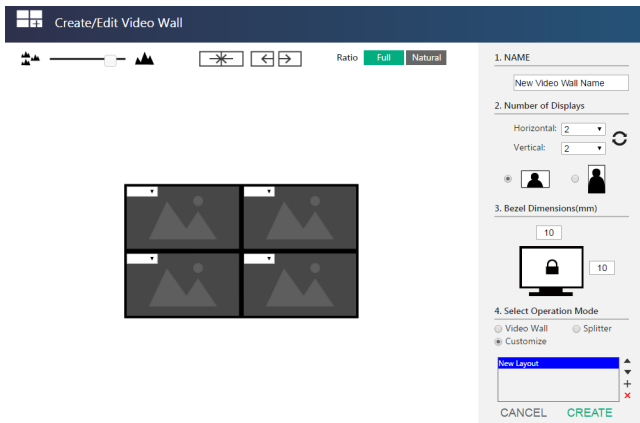 Create/Edit Video Wall
Ratio Full Natural
1. NAME
New Video Wall Name
2. Number of Displays
Horizontal: 2
Vertical: 2
3. Bezel Dimensions(mm)
10
10
4. Select Operation Mode
Video Wall Splitter
Customize
New Layout
CANCEL CREATE